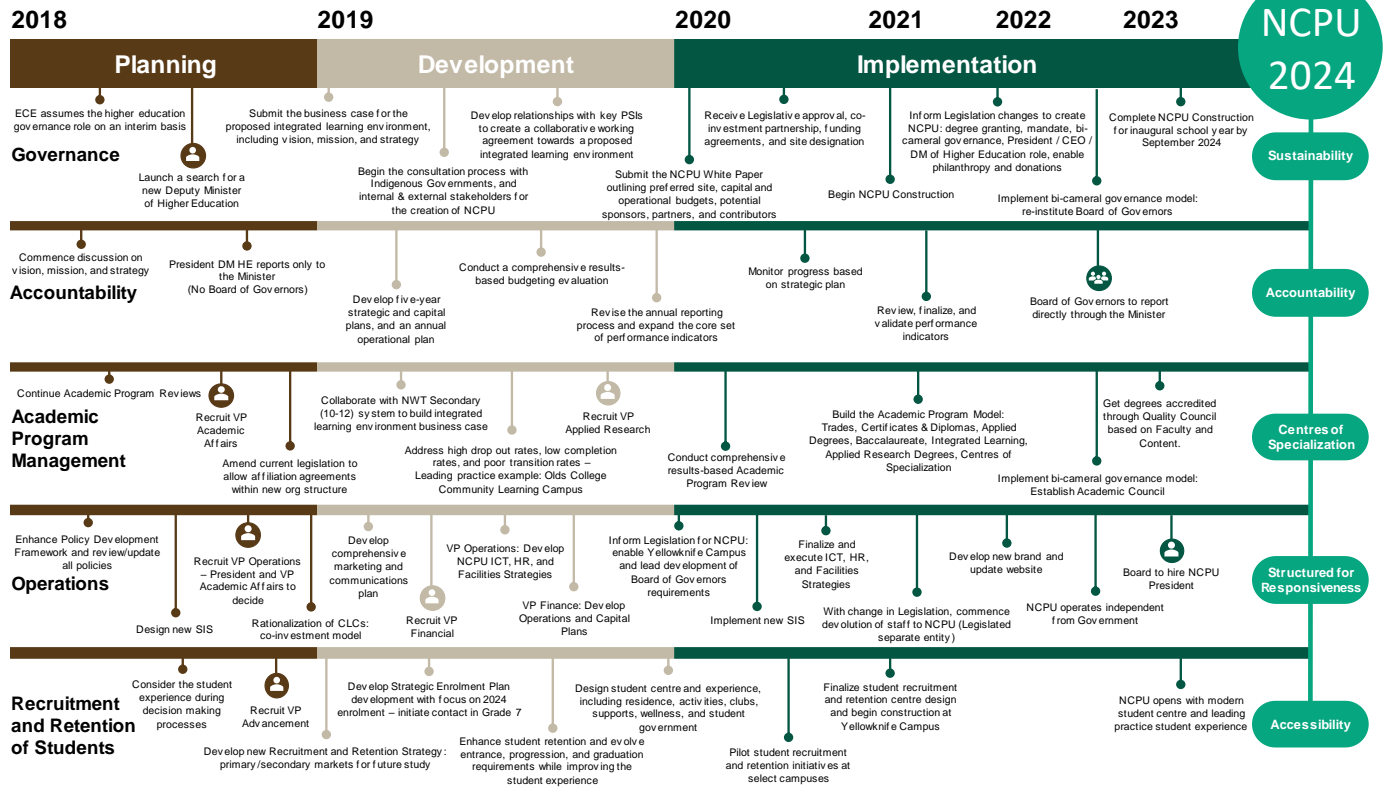 2018
2019
2020
2021
2022
2023
NCPU
2024
Planning
Development
Implementation
Governance
ECE assumes the higher education
governance role on an interim basis
Launch a search for a
new Deputy Minister
of Higher Education
Submit the business case for the
proposed integrated learning environment,
including vision, mission, and strategy
Begin the consultation process with
Indigenous Governments, and
internal & external stakeholders for
the creation of NCPU
Develop relationships with key PSIs
to create a collaborative working
agreement towards a proposed
integrated learning environment
Submit the NCPU White Paper
outlining preferred site, capital and
operational budgets, potential
sponsors, partners, and contributors
Receive Legislative approval, co-
investment partnership, funding
agreements, and site designation
Begin NCPU Construction
Inform Legislation changes to create
NCPU: degree granting, mandate, bi-
cameral governance, President / CEO /
DM of Higher Education role, enable
philanthropy and donations
Implement bi-cameral governance model:
re-institute Board of Governors
Complete NCPU Construction
for inaugural school year by
September 2024
Sustainability
Accountability
Commence discussion on
vision, mission, and strategy
President DM HE reports only to
the Minister
(No Board of Governors)
Develop five-year
strategic and capital
plans, and an annual
operational plan
Conduct a comprehensive results-
based budgeting evaluation
Revise the annual reporting
process and expand the core set
of performance indicators
Monitor progress based
on strategic plan
Review, finalize, and
validate performance
indicators
Board of Governors to report
directly through the Minister
Accountability
Academic
Program
Management
Continue Academic Program Reviews
Recruit VP
Academic
Affairs
Amend current legislation to
allow affiliation agreements
within new org structure
Collaborate with NWT Secondary
(10-12) system to build integrated
learning environment business case
Address high drop out rates, low completion
rates, and poor transition rates –
Leading practice example: Olds College
Community Learning Campus
Recruit VP
Applied Research
Conduct comprehensive
results-based Academic
Program Review
Build the Academic Program Model:
Trades, Certificates & Diplomas, Applied
Degrees, Baccalaureate, Integrated Learning,
Applied Research Degrees, Centres of
Specialization
Implement bi-cameral governance model:
Establish Academic Council
Get degrees accredited
through Quality Council
based on Faculty and
Content.
Centres of
Specialization
Operations
Enhance Policy Development
Framework and review/update
all policies
Design new SIS
Recruit VP Operations
– President and VP
Academic Affairs to
decide
Rationalization of CLCs:
co-investment model
Develop
comprehensive
marketing and
communications
plan
Recruit VP
Financial
VP Operations: Develop
NCPU ICT, HR, and
Facilities Strategies
VP Finance: Develop
Operations and Capital
Plans
Inform Legislation for NCPU:
enable Yellowknife Campus
and lead development of
Board of Governors
requirements
Implement new SIS
Finalize and
execute ICT, HR,
and Facilities
Strategies
With change in Legislation, commence
devolution of staff to NCPU (Legislated
separate entity)
Develop new brand and
update website
NCPU operates independent
from Government
Board to hire NCPU
President
Structured for
Responsiveness
Recruitment
and Retention
of Students
Consider the student
experience during
decision making
processes
Recruit VP
Advancement
Develop new Recruitment and Retention Strategy:
primary/secondary markets for future study
Develop Strategic Enrolment Plan
development with focus on 2024
enrolment – initiate contact in Grade 7
Enhance student retention and evolve
entrance, progression, and graduation
requirements while improving the
student experience
Design student centre and experience,
including residence, activities, clubs,
supports, wellness, and student
government
Pilot student recruitment
and retention initiatives at
select campuses
Finalize student recruitment
and retention centre design
and begin construction at
Yellowknife Campus
NCPU opens with modern
student centre and leading
practice student experience
Accessibility